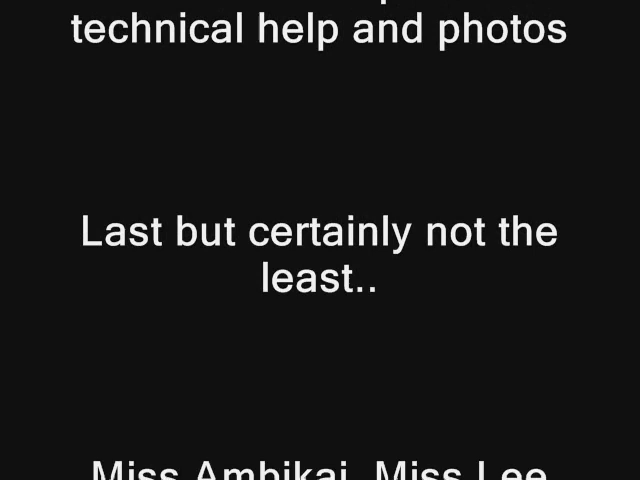 technical help and photos
Last but certainly not the
least..
Miss Ambikai, Miss Lee